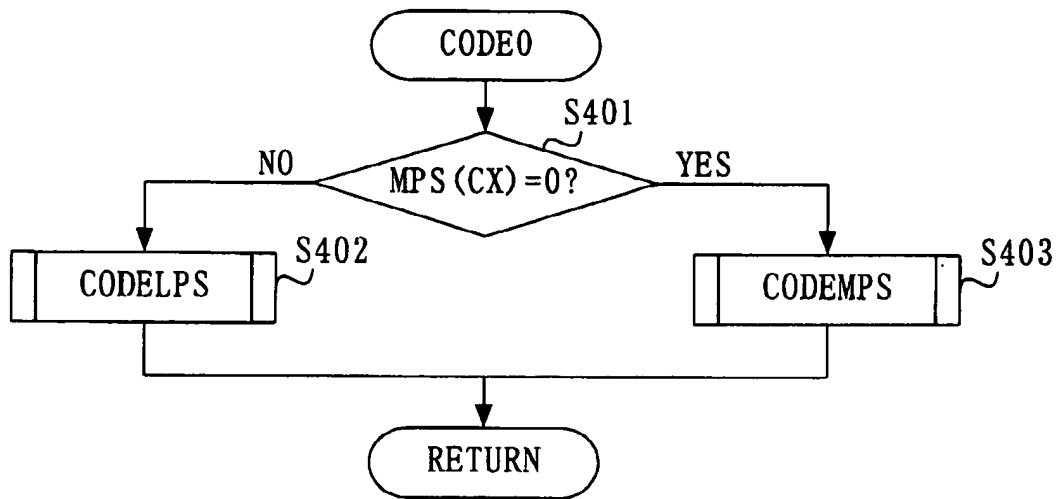 CODE0
S401
NO
MPS(CX)=0?
YES
CODELPS
S402
CODEMPS
S403
RETURN